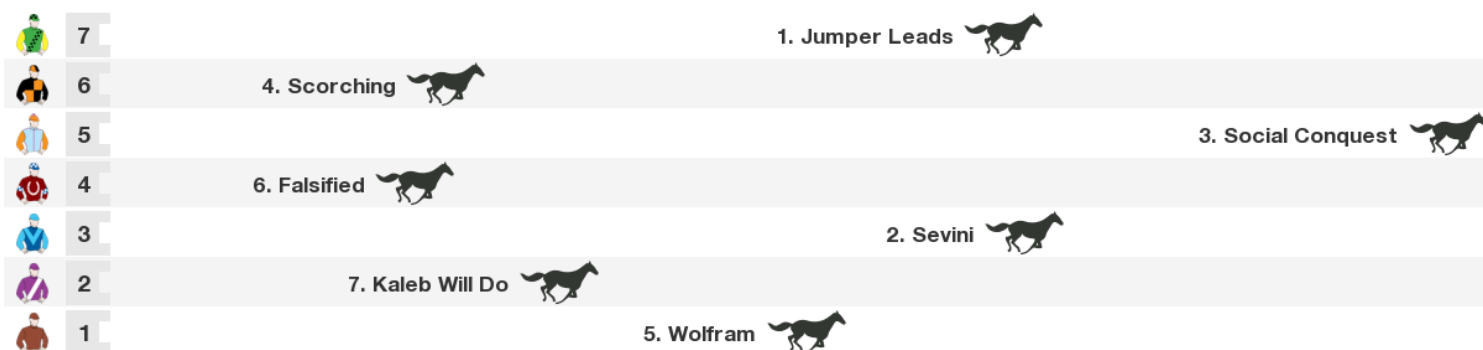 7 1. Jumper Leads
6 4. Scorching
5 3. Social Conquest
4 6. Falsified
3 2. Sevini
2 7. Kaleb Will Do
1 5. Wolfram